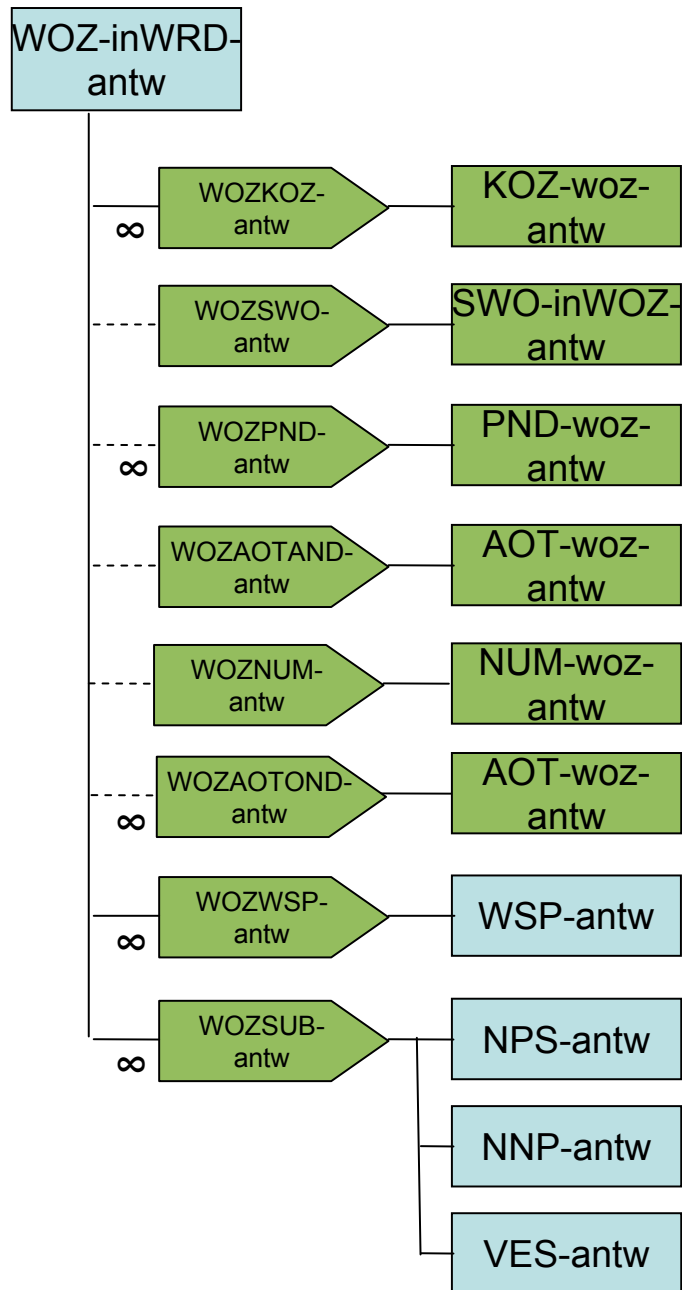 WOZ-inWRD-
antw
WOZKOZ-
antw
∞
KOZ-woz-
antw
WOZSWO-
antw
SWO-inWOZ-
antw
WOZPND-
antw
∞
PND-woz-
antw
WOZAOTAND-
antw
AOT-woz-
antw
WOZNUM-
antw
NUM-woz-
antw
WOZAOTOND-
antw
∞
AOT-woz-
antw
WOZWSP-
antw
∞
WSP-antw
WOZSUB-
antw
∞
NPS-antw
NNP-antw
VES-antw